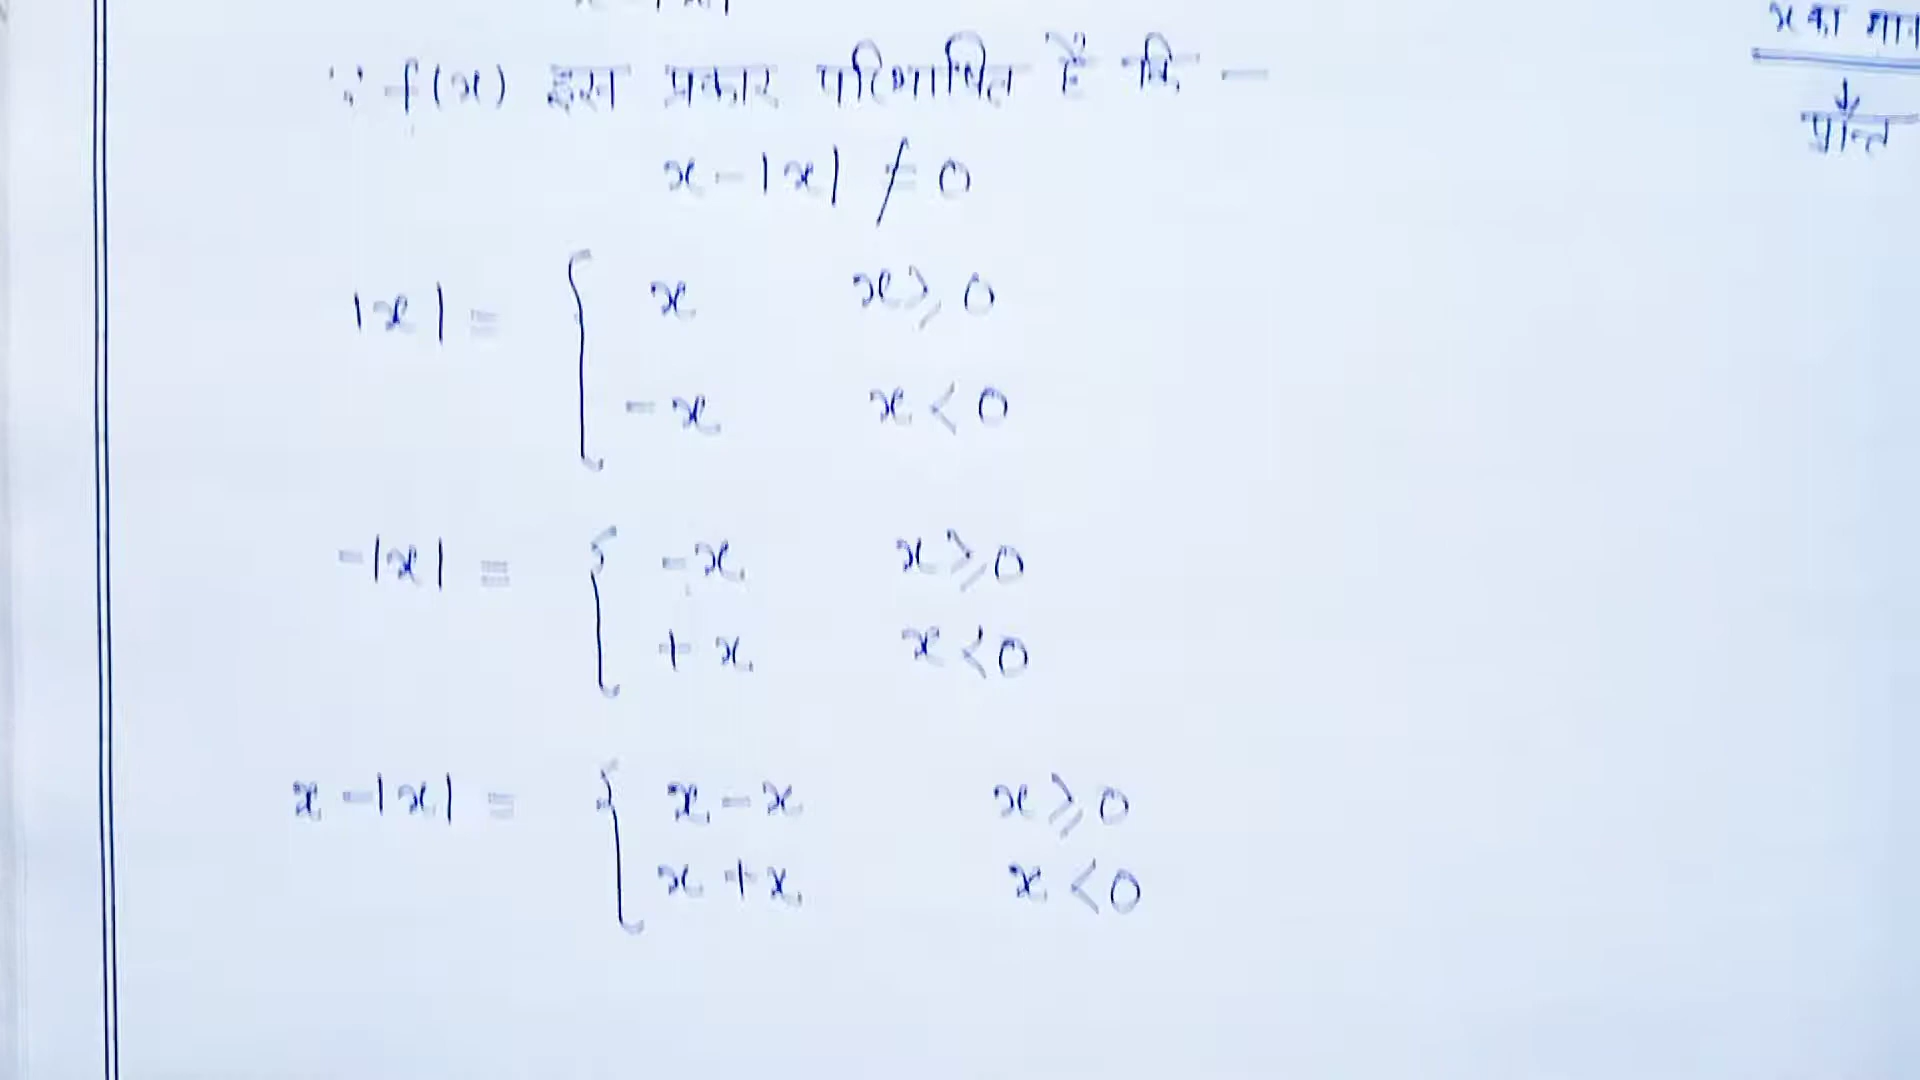 ∵ f(x) इस प्रकार परिभाषित है कि —
x - |x| ≠ 0
|x| = { x x ≥ 0
-x x < 0
-|x| = { -x x ≥ 0
+x x < 0
x - |x| = { x - x x ≥ 0
x + x x < 0
x का मान
↓
प्रान्त